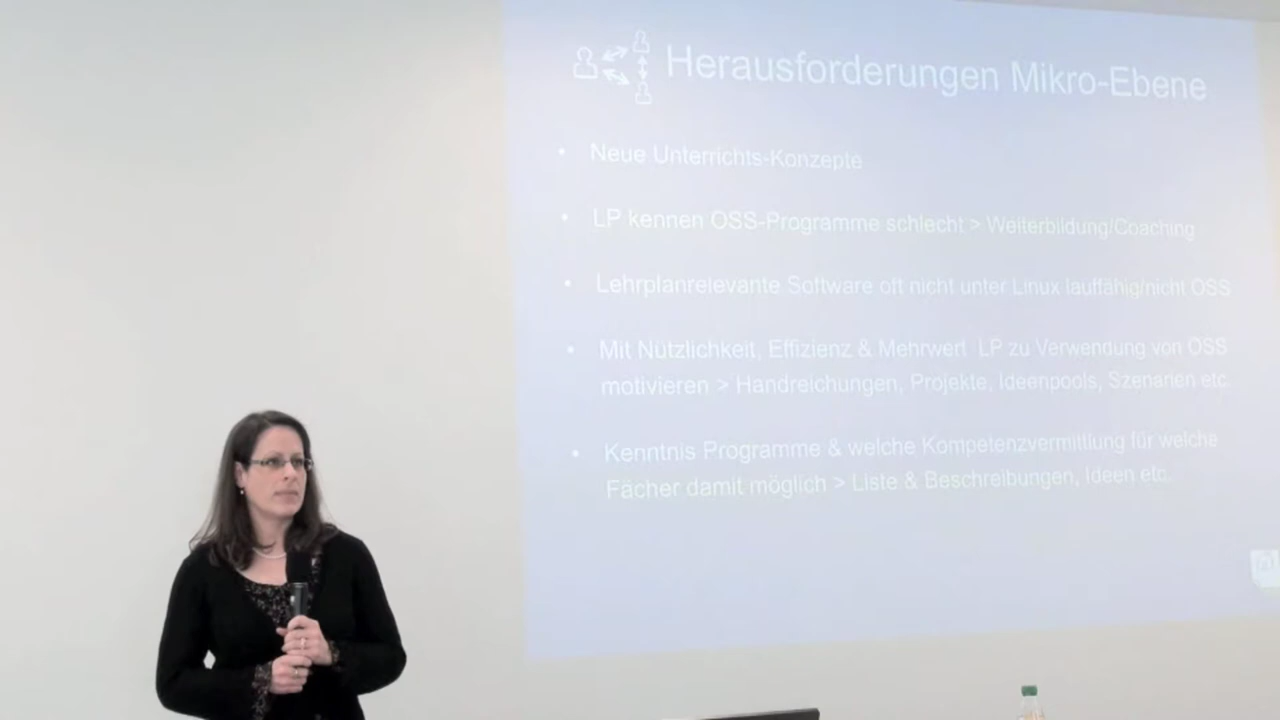 Herausforderungen Mikro-Ebene
• Neue Unterrichts-Konzepte
• LP kennen OSS-Programme schlecht > Weiterbildung/Coaching
• Lehrplanrelevante Software oft nicht unter Linux lauffähig/nicht OSS
• Mit Nützlichkeit, Effizienz & Mehrwert LP zu Verwendung von OSS
motivieren > Handreichungen, Projekte, Ideenpools, Szenarien etc.
• Kenntnis Programme & welche Kompetenzvermittlung für welche
Fächer damit möglich > Liste & Beschreibungen, Ideen etc.